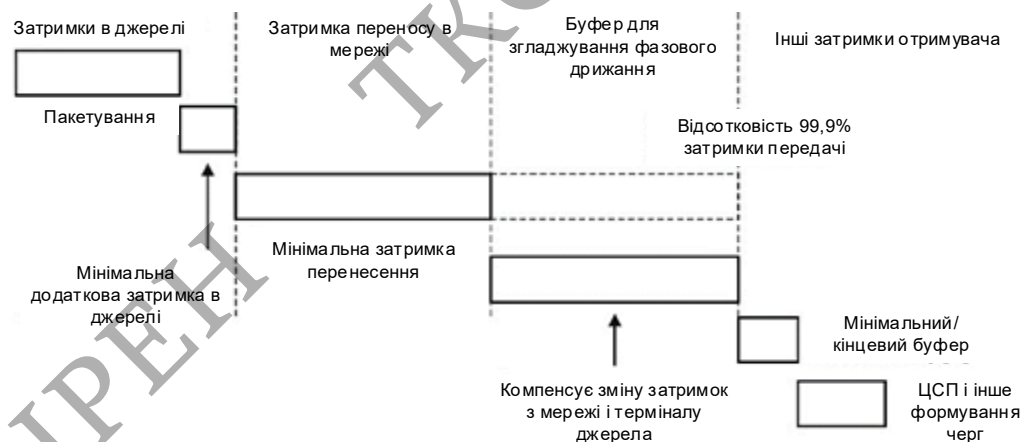 Затримки в джерелі
Затримка переносу в
мережі
Буфер для
згладжування фазового
дрижання
Інші затримки отримувача
Пакетування
Відсотковість 99,9%
затримки передачі
Мінімальна
додаткова затримка в
джерелі
Мінімальна затримка
перенесення
Мінімальний/
кінцевий буфер
Компенсує зміну затримок
з мережі і терміналу
джерела
ЦСП і інше
формування
черг